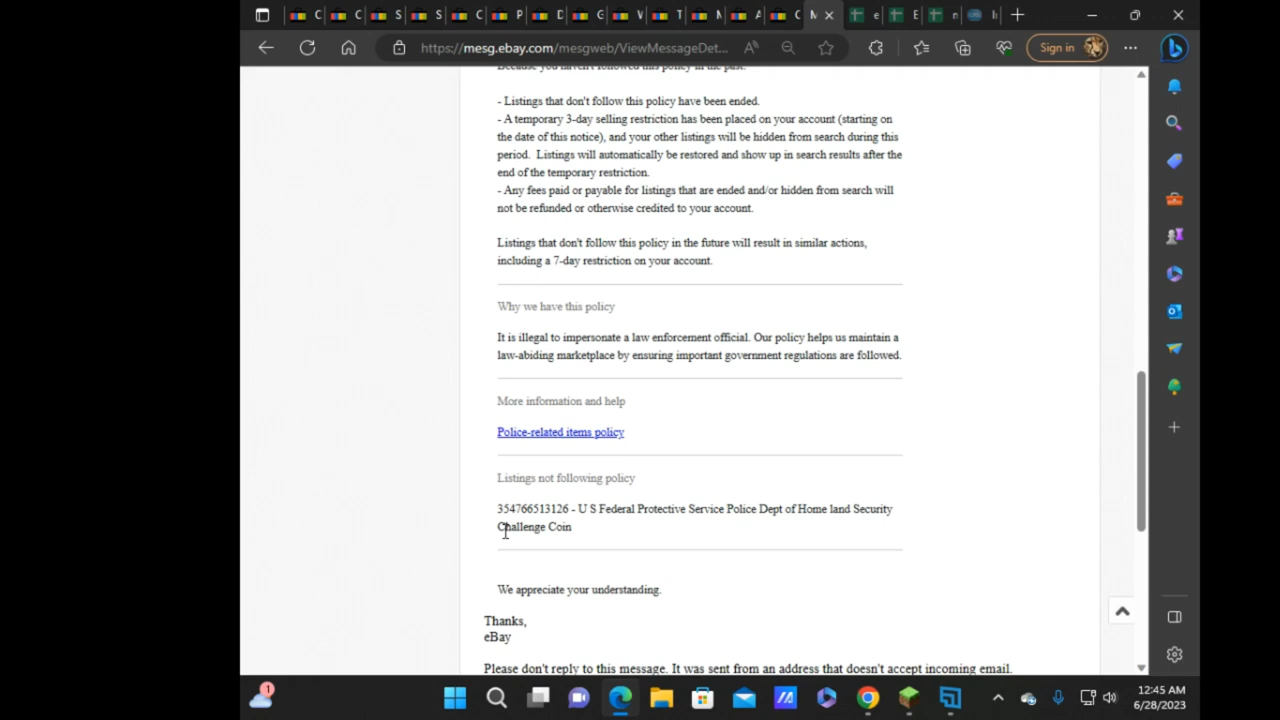 C
C
S
S
C
P
D
G
V
T
N
A
C
M
e
E
n
https://mesg.ebay.com/mesgweb/ViewMessageDet...
Sign in
Because you haven't followed this policy in the past:
- Listings that don't follow this policy have been ended.
- A temporary 3-day selling restriction has been placed on your account (starting on
the date of this notice), and your other listings will be hidden from search during this
period. Listings will automatically be restored and show up in search results after the
end of the temporary restriction.
- Any fees paid or payable for listings that are ended and/or hidden from search will
not be refunded or otherwise credited to your account.
Listings that don't follow this policy in the future will result in similar actions,
including a 7-day restriction on your account.
Why we have this policy
It is illegal to impersonate a law enforcement official. Our policy helps us maintain a
law-abiding marketplace by ensuring important government regulations are followed.
More information and help
Police-related items policy
Listings not following policy
354766513126 - U S Federal Protective Service Police Dept of Home land Security
Challenge Coin
We appreciate your understanding.
Thanks,
eBay
Please don't reply to this message. It was sent from an address that doesn't accept incoming email.
1
12:45 AM
6/28/2023